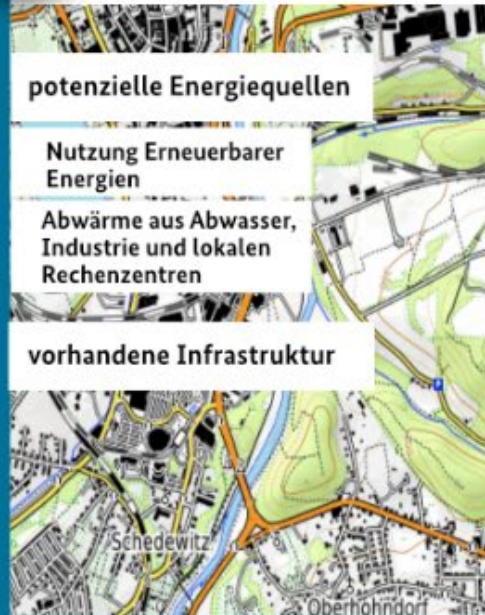 potenzielle Energiequellen
Nutzung Erneuerbarer
Energien
Abwärme aus Abwasser,
Industrie und lokalen
Rechenzentren
vorhandene Infrastruktur
P
Schedewitz
Oberhohndorf